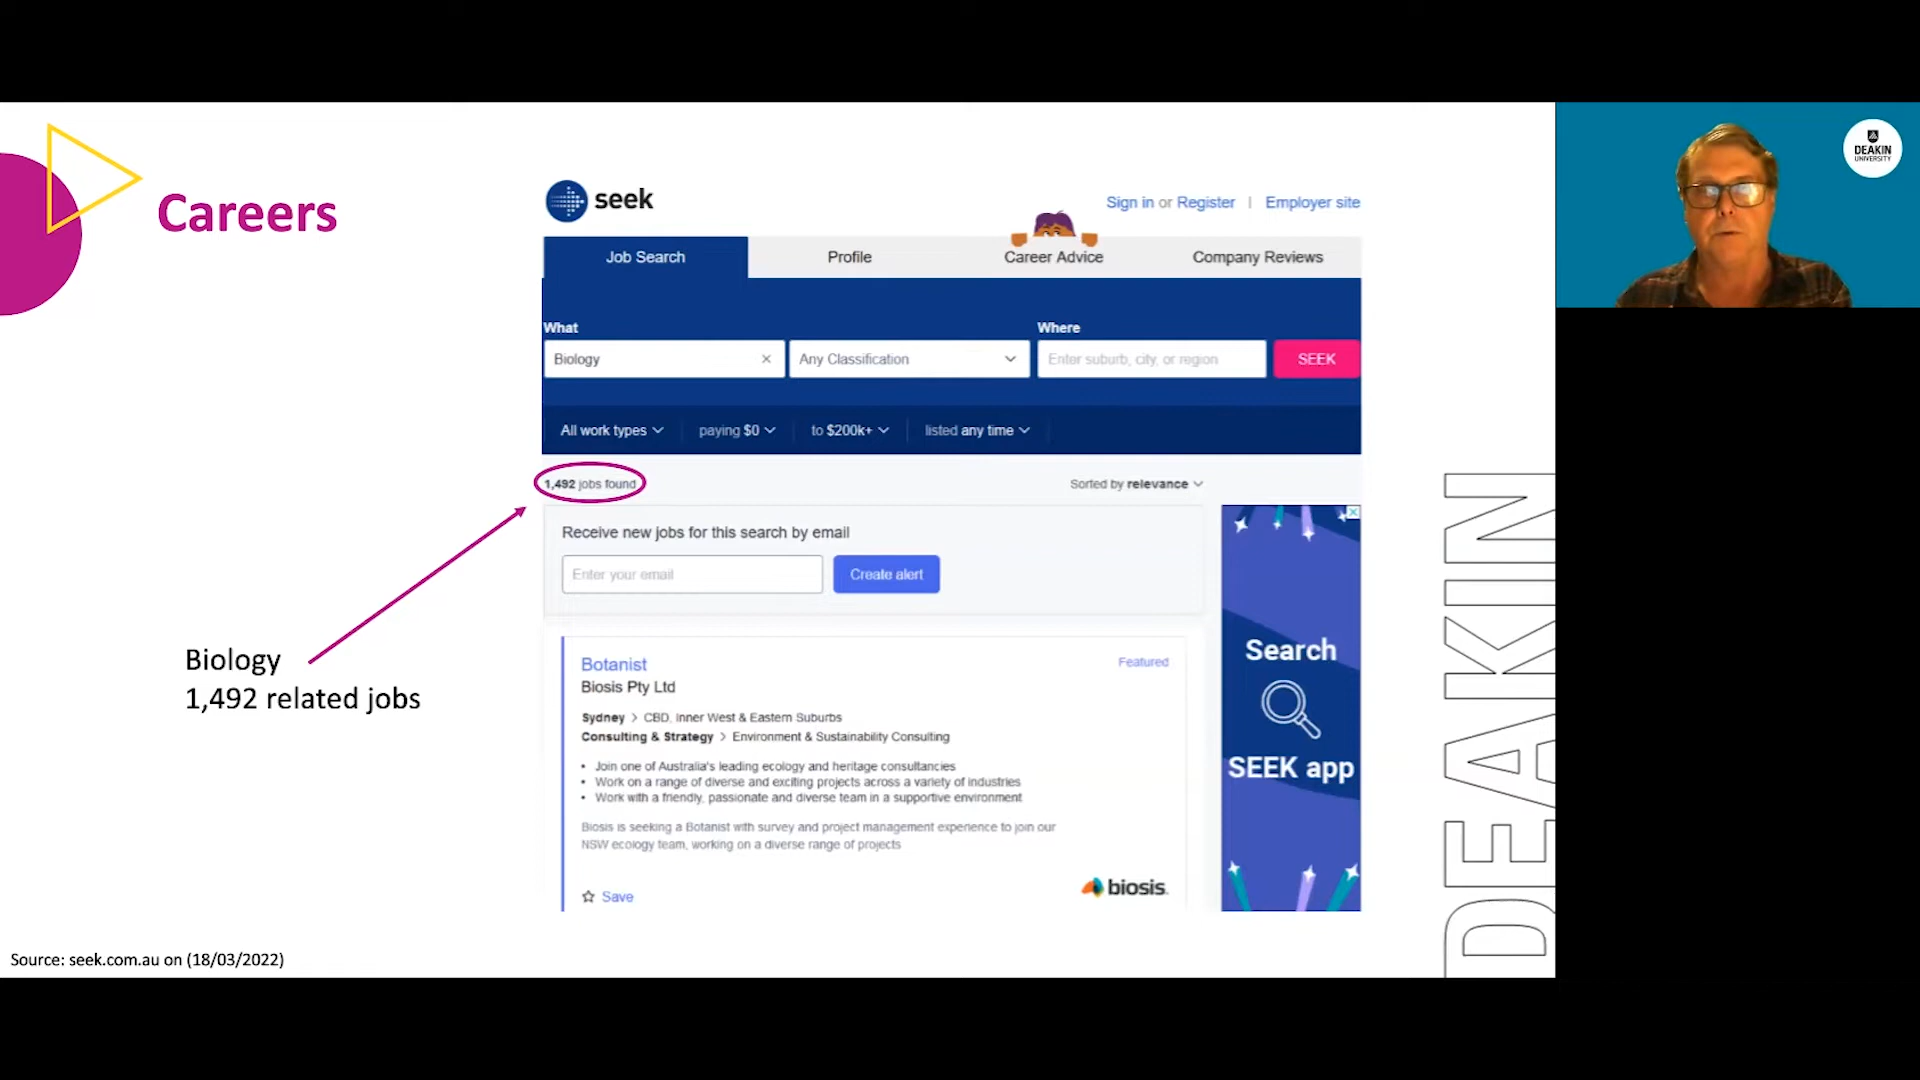 Careers
seek
Sign in or Register | Employer site
Job Search
Profile
Career Advice
Company Reviews
What
Where
Biology
Any Classification
Enter suburb, city, or region
SEEK
All work types
paying $0
to $200k+
listed any time
1,492 jobs found
Sorted by relevance
Receive new jobs for this search by email
Enter your email
Create alert
Botanist
Featured
Biosis Pty Ltd
Sydney > CBD, Inner West & Eastern Suburbs
Consulting & Strategy > Environment & Sustainability Consulting
• Join one of Australia's leading ecology and heritage consultancies
• Work on a range of diverse and exciting projects across a variety of industries
• Work with a friendly, passionate and diverse team in a supportive environment
Biosis is seeking a Botanist with survey and project management experience to join our
NSW ecology team, working on a diverse range of projects
Save
biosis.
Search
SEEK app
Biology
1,492 related jobs
Source: seek.com.au on (18/03/2022)
DEAKIN
DEAKIN
UNIVERSITY